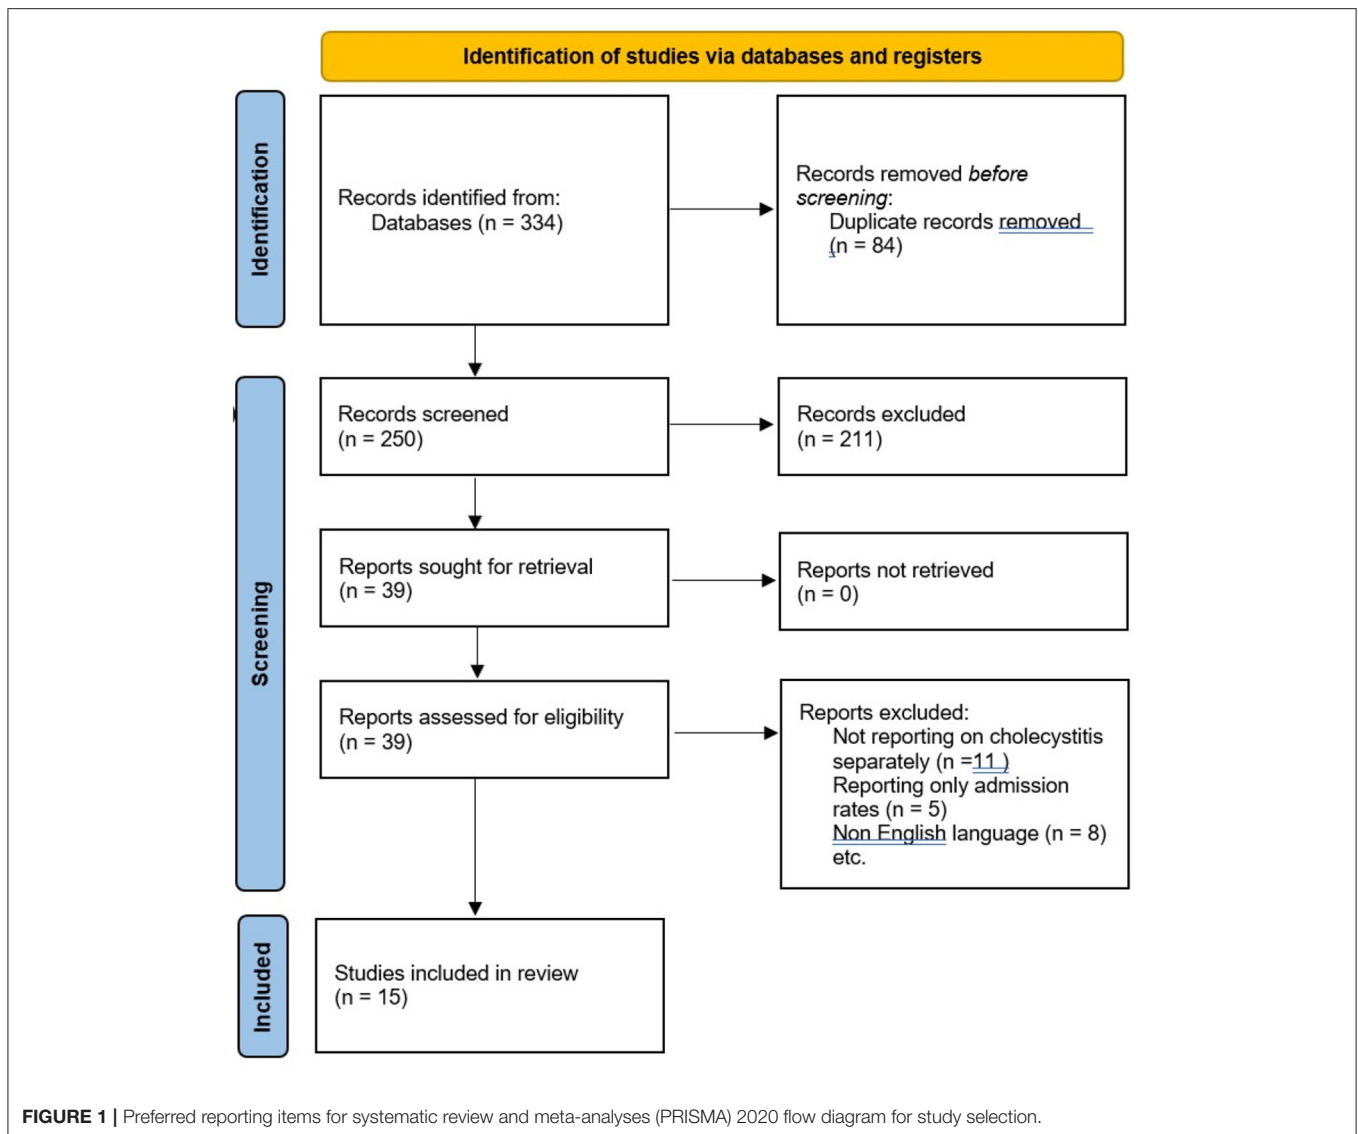 Identification of studies via databases and registers
Identification
Records identified from:
Databases (n = 334)
Records removed before
screening:
Duplicate records removed
(n = 84)
Screening
Records screened
(n = 250)
Records excluded
(n = 211)
Reports sought for retrieval
(n = 39)
Reports not retrieved
(n = 0)
Reports assessed for eligibility
(n = 39)
Reports excluded:
Not reporting on cholecystitis
separately (n =11 )
Reporting only admission
rates (n = 5)
Non English language (n = 8)
etc.
Included
Studies included in review
(n = 15)
FIGURE 1 | Preferred reporting items for systematic review and meta-analyses (PRISMA) 2020 flow diagram for study selection.